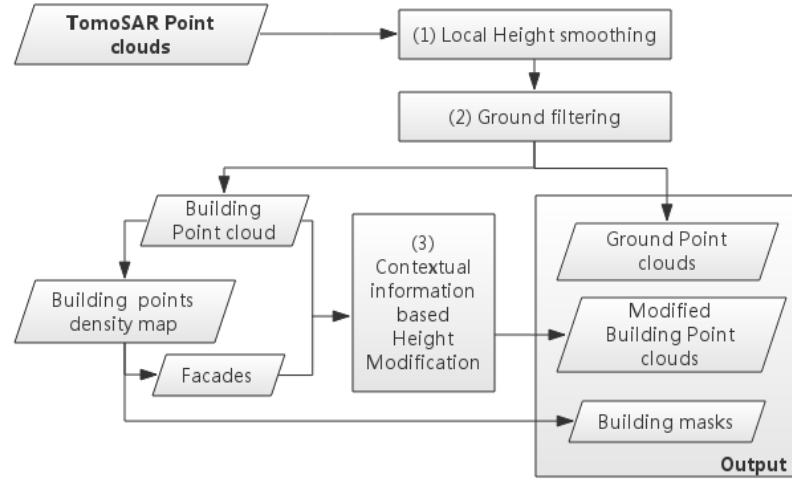 TomoSAR Point
clouds
(1) Local Height smoothing
(2) Ground filtering
Building
Point cloud
Building points
density map
Facades
(3)
Contextual
information
based
Height
Modification
Ground Point
clouds
Modified
Building Point
clouds
Building masks
Output